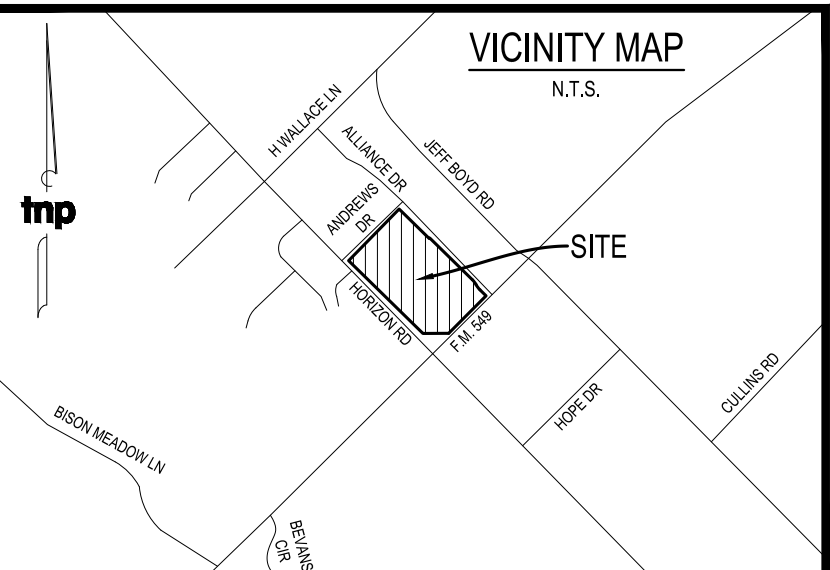 VICINITY MAP
N.T.S.
H WALLACE LN
ALLIANCE DR
JEFF BOYD RD
tnp
ANDREWS
DR
SITE
HORIZON RD
F.M. 549
HOPE DR
CULLINS RD
BISON MEADOW LN
BEVANS
CIR